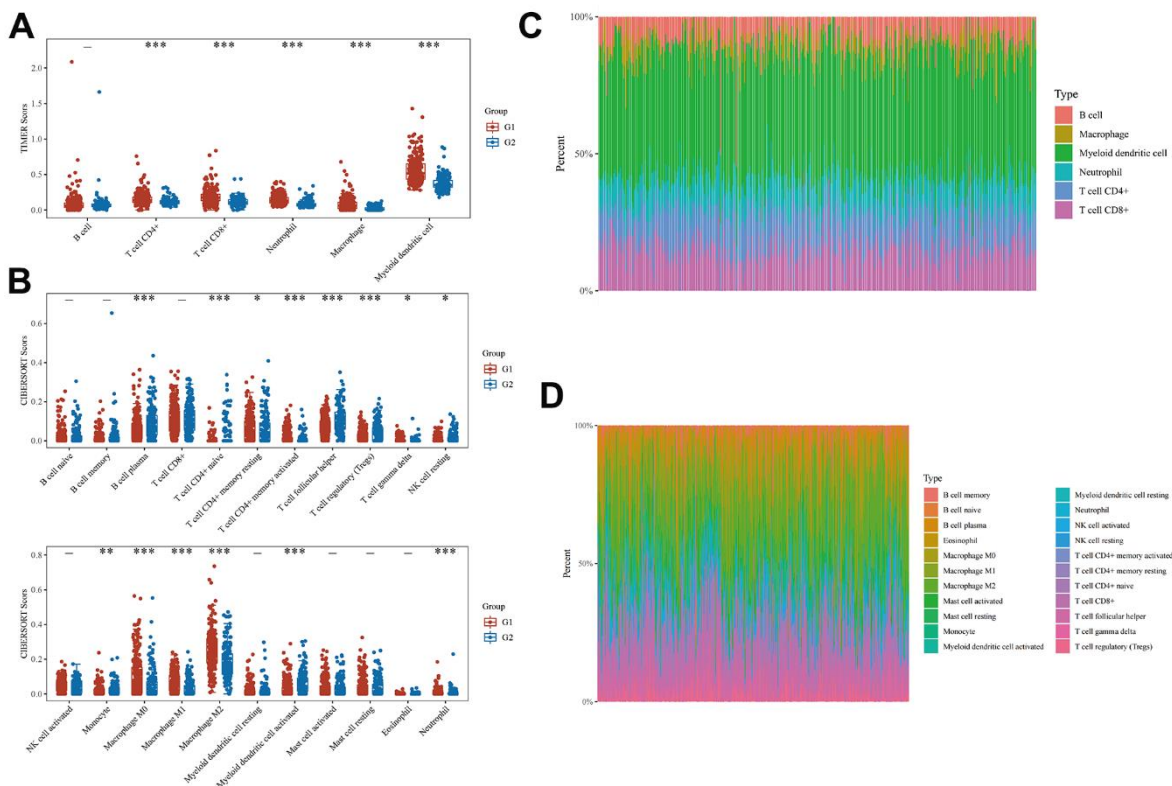 A
TIMER Scores
2.0
1.5
1.0
0.5
0.0
— *** *** *** *** ***
Group
G1
G2
B cell
T cell CD4+
T cell CD8+
Neutrophil
Macrophage
Myeloid dendritic cell
B
CIBERSORT Scores
0.6
0.4
0.2
0.0
— — *** — *** * *** *** *** * *
Group
G1
G2
B cell naive
B cell memory
B cell plasma
T cell CD8+
T cell CD4+ naive
T cell CD4+ memory resting
T cell CD4+ memory activated
T cell follicular helper
T cell regulatory (Tregs)
T cell gamma delta
NK cell resting
CIBERSORT Scores
0.8
0.6
0.4
0.2
0.0
— ** *** *** *** — *** — — — ***
Group
G1
G2
NK cell activated
Monocyte
Macrophage M0
Macrophage M1
Macrophage M2
Myeloid dendritic cell resting
Myeloid dendritic cell activated
Mast cell activated
Mast cell resting
Eosinophil
Neutrophil
C
Percent
100%
50%
0%
Type
B cell
Macrophage
Myeloid dendritic cell
Neutrophil
T cell CD4+
T cell CD8+
D
Percent
100%
50%
0%
Type
B cell memory
B cell naive
B cell plasma
Eosinophil
Macrophage M0
Macrophage M1
Macrophage M2
Mast cell activated
Mast cell resting
Monocyte
Myeloid dendritic cell activated
Myeloid dendritic cell resting
Neutrophil
NK cell activated
NK cell resting
T cell CD4+ memory activated
T cell CD4+ memory resting
T cell CD4+ naive
T cell CD8+
T cell follicular helper
T cell gamma delta
T cell regulatory (Tregs)